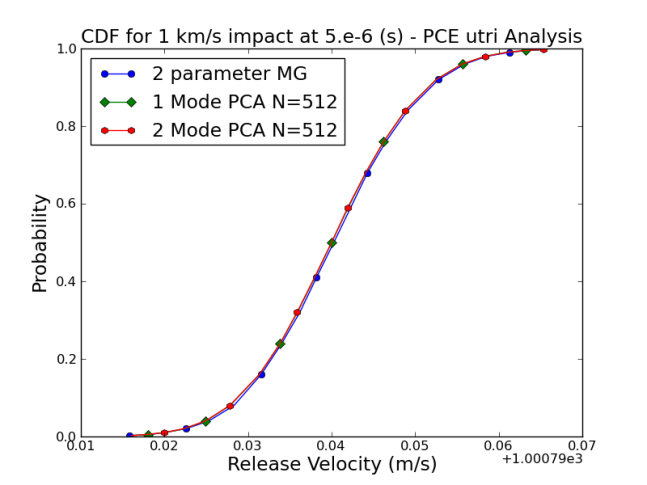 CDF for 1 km/s impact at 5.e-6 (s) - PCE utri Analysis
1.0
2 parameter MG
1 Mode PCA N=512
2 Mode PCA N=512
0.8
0.6
Probability
0.4
0.2
0.0
0.01 0.02 0.03 0.04 0.05 0.06 0.07
Release Velocity (m/s)
+1.00079e3